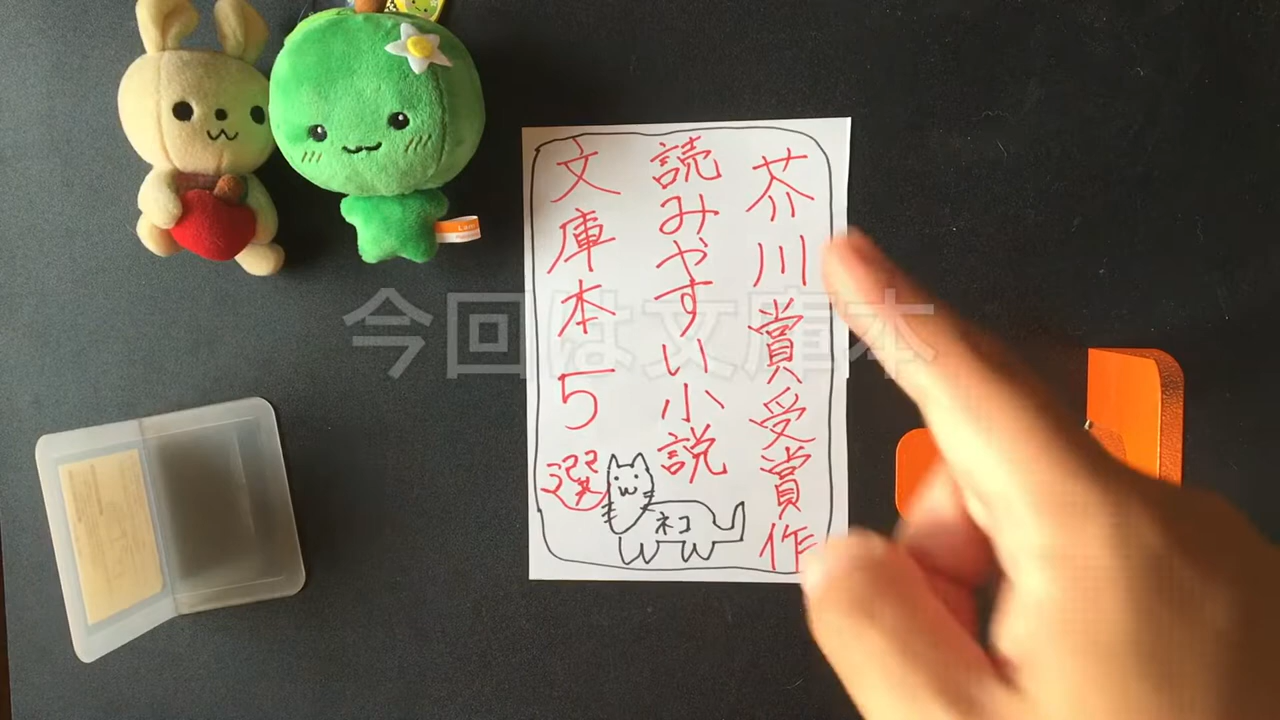 芥川賞受賞作
読みやすい小説
文庫本5選
ネコ
今回は文庫本